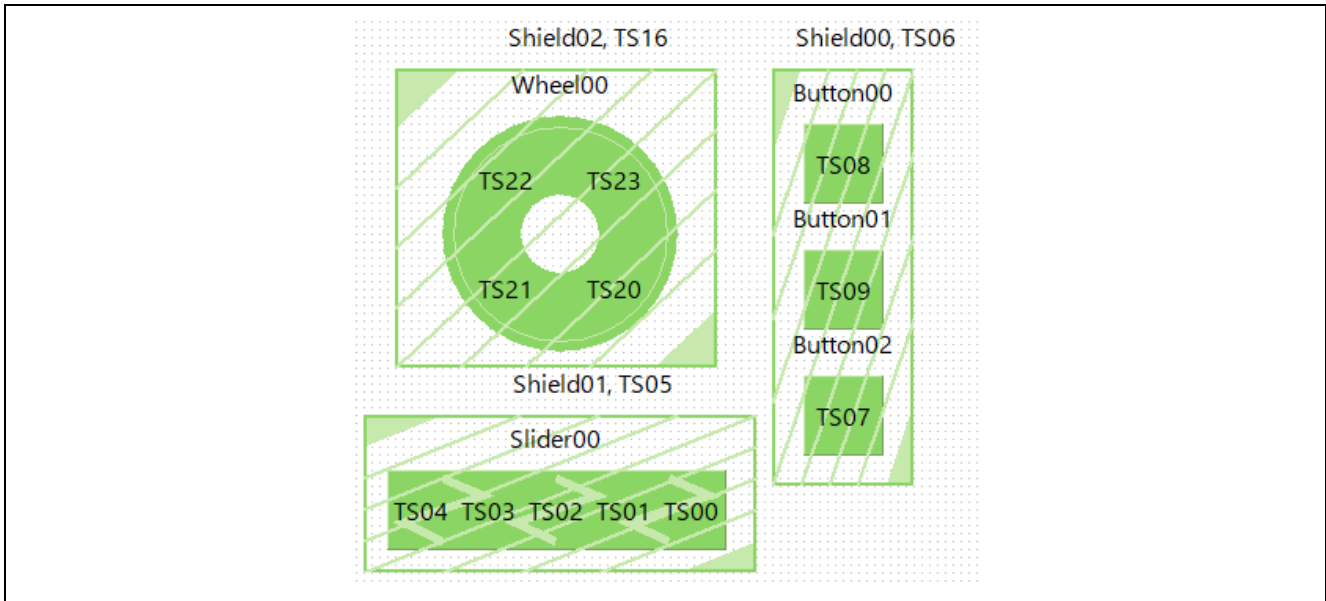 Shield02, TS16
Wheel00
TS22 TS23
TS21 TS20
Shield00, TS06
Button00
TS08
Button01
TS09
Button02
TS07
Shield01, TS05
Slider00
TS04 TS03 TS02 TS01 TS00